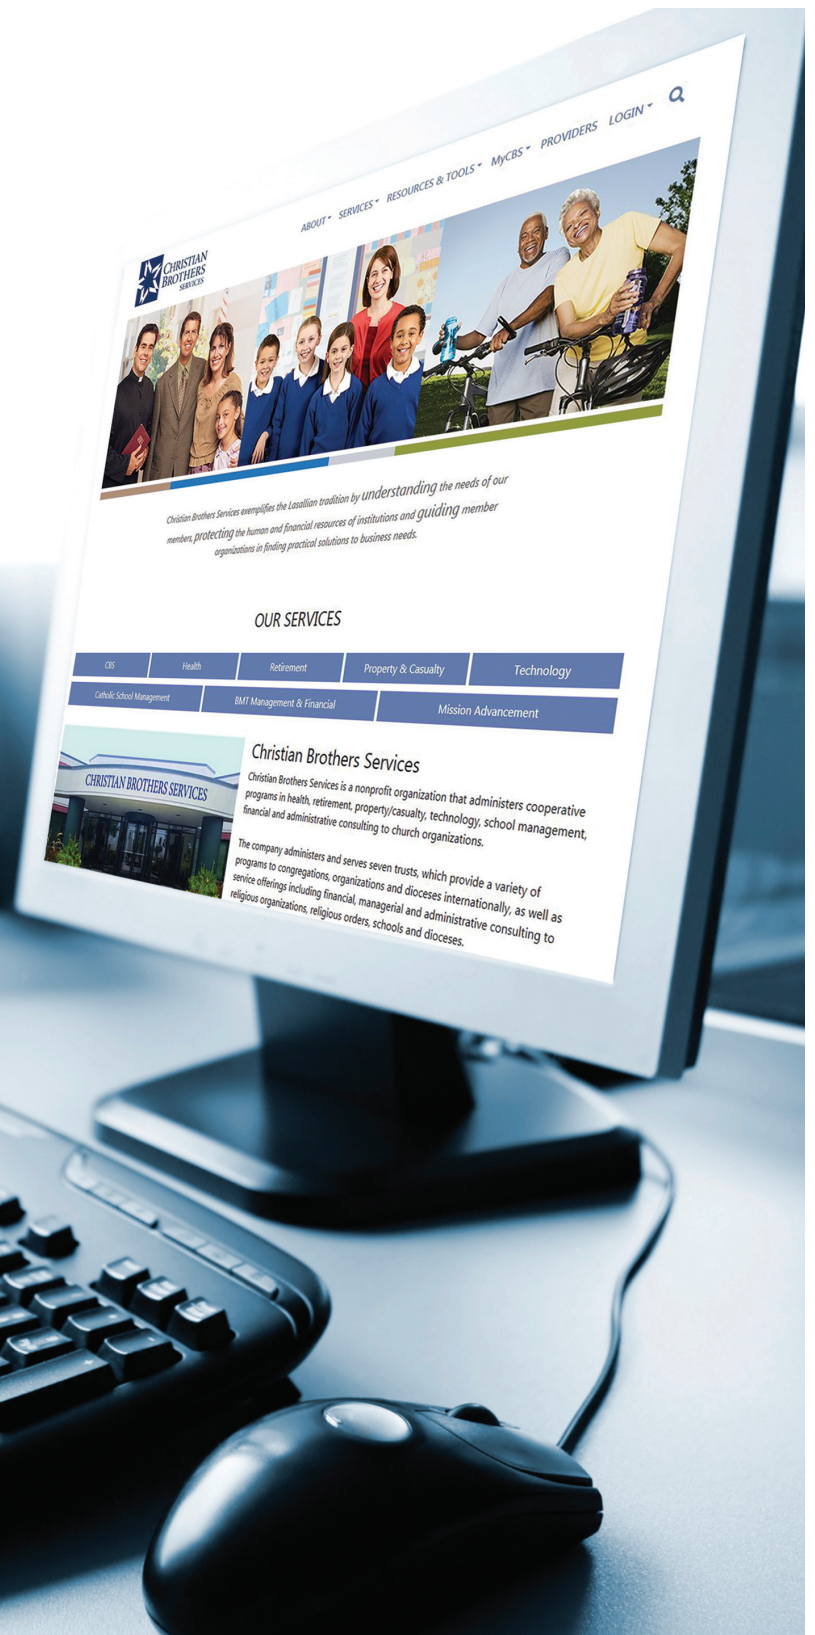 ABOUT SERVICES RESOURCES & TOOLS MyCBS PROVIDERS LOGIN
CHRISTIAN
BROTHERS
SERVICES
Christian Brothers Services exemplifies the Lasallian tradition by understanding the needs of our
members, protecting the human and financial resources of institutions and guiding member
organizations in finding practical solutions to business needs.
OUR SERVICES
CBS Health Retirement Property & Casualty Technology
Catholic School Management BMT Management & Financial Mission Advancement
CHRISTIAN BROTHERS SERVICES
Christian Brothers Services
Christian Brothers Services is a nonprofit organization that administers cooperative
programs in health, retirement, property/casualty, technology, school management,
financial and administrative consulting to church organizations.
The company administers and serves seven trusts, which provide a variety of
programs to congregations, organizations and dioceses internationally, as well as
service offerings including financial, managerial and administrative consulting to
religious organizations, religious orders, schools and dioceses.